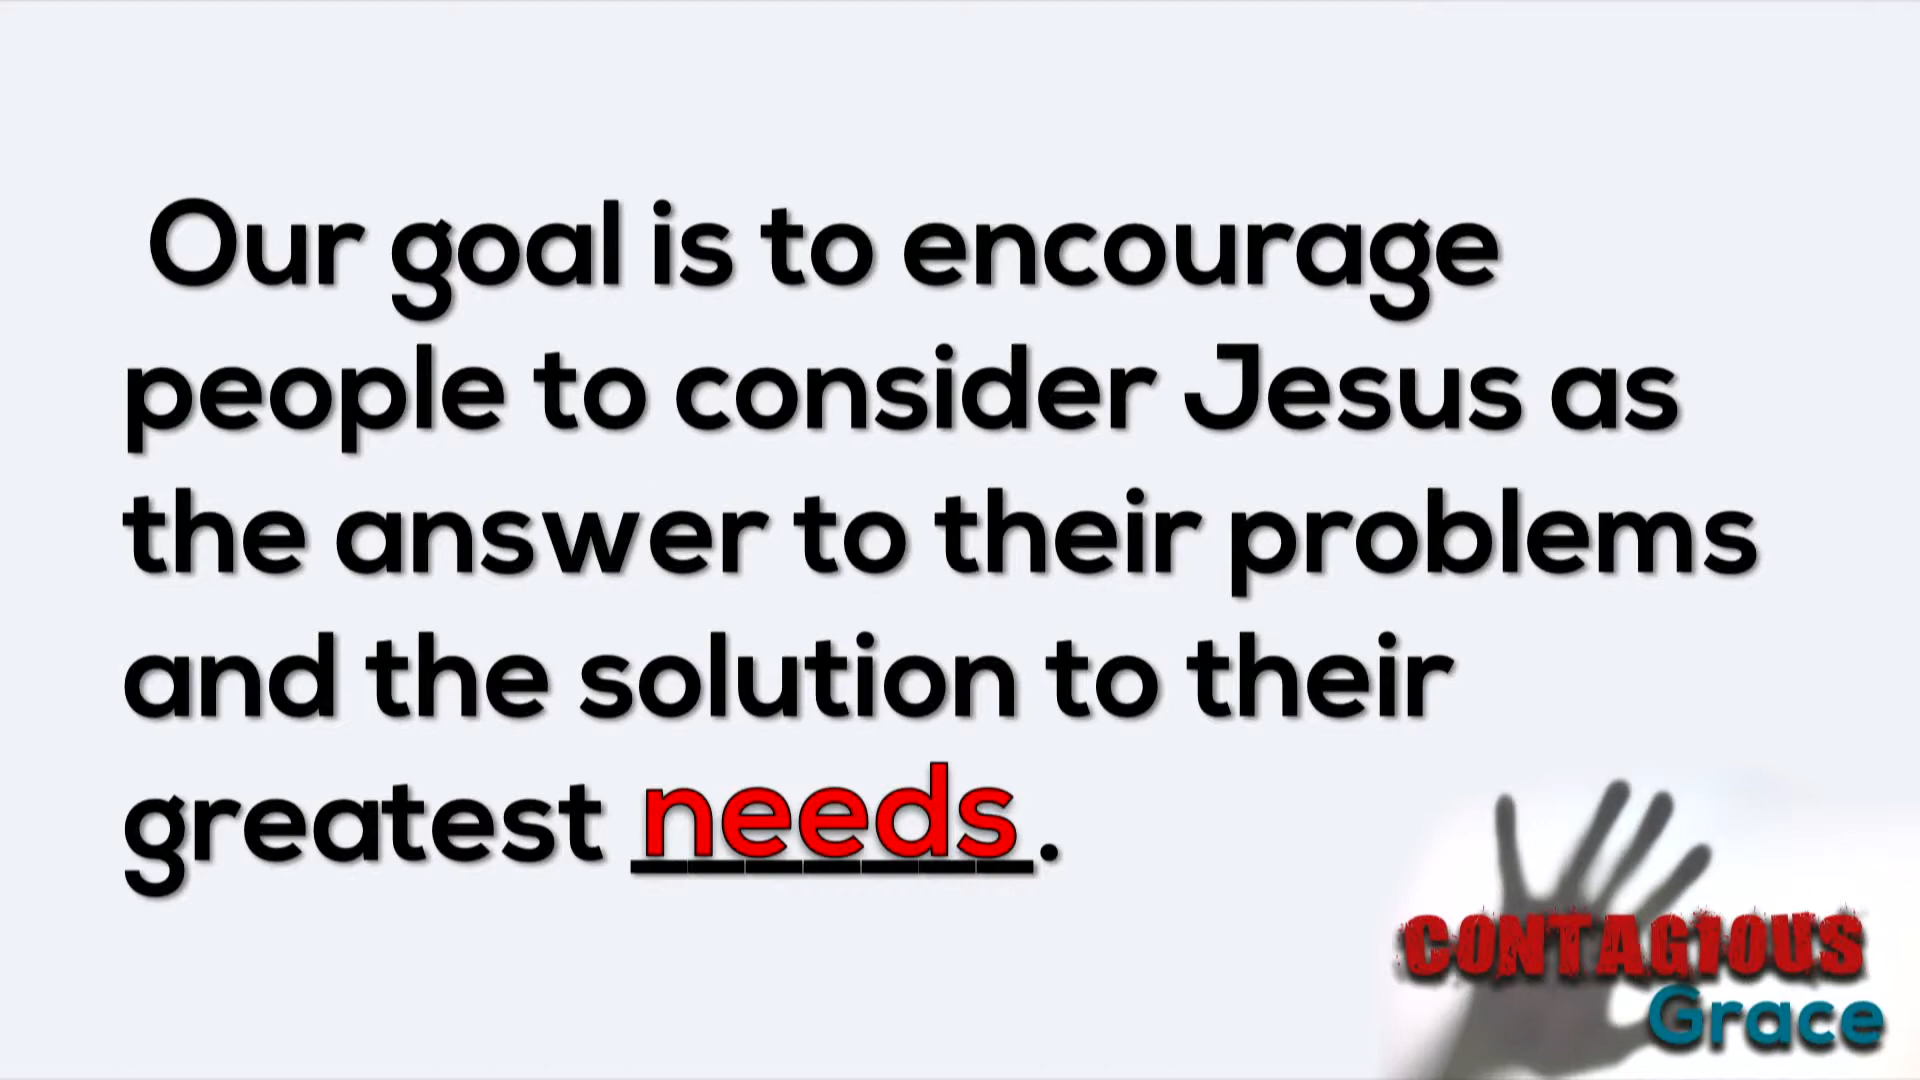 Our goal is to encourage
people to consider Jesus as
the answer to their problems
and the solution to their
greatest needs.
CONTAGIOUS
Grace